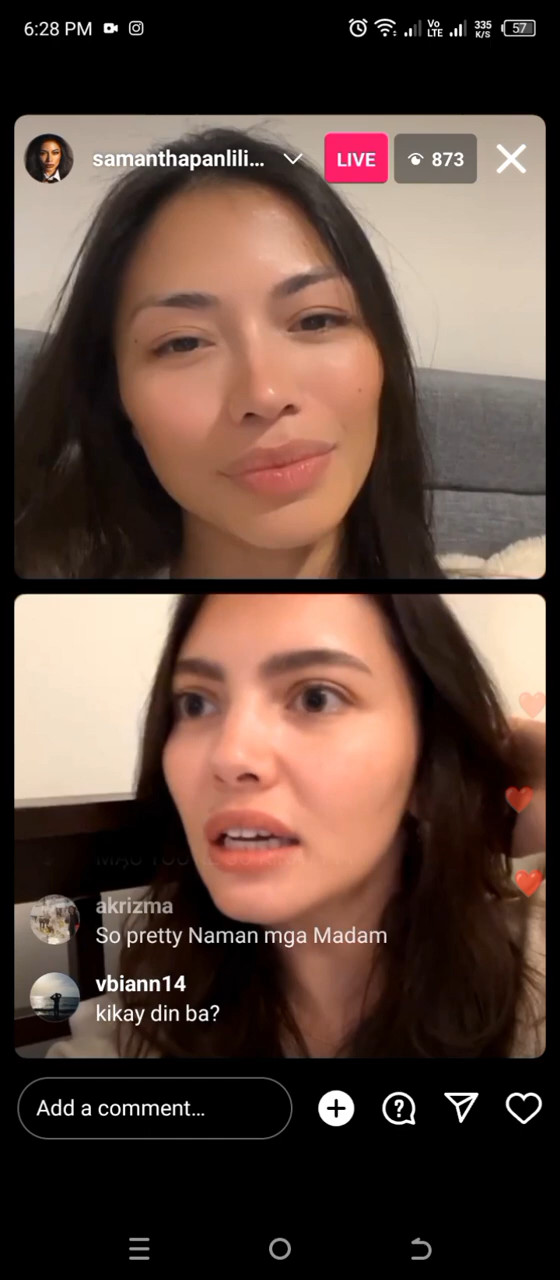 6:28 PM
Vo
LTE
335
K/S
57
samanthapanlili...
LIVE
873
akrizma
So pretty Naman mga Madam
vbiann14
kikay din ba?
Add a comment...